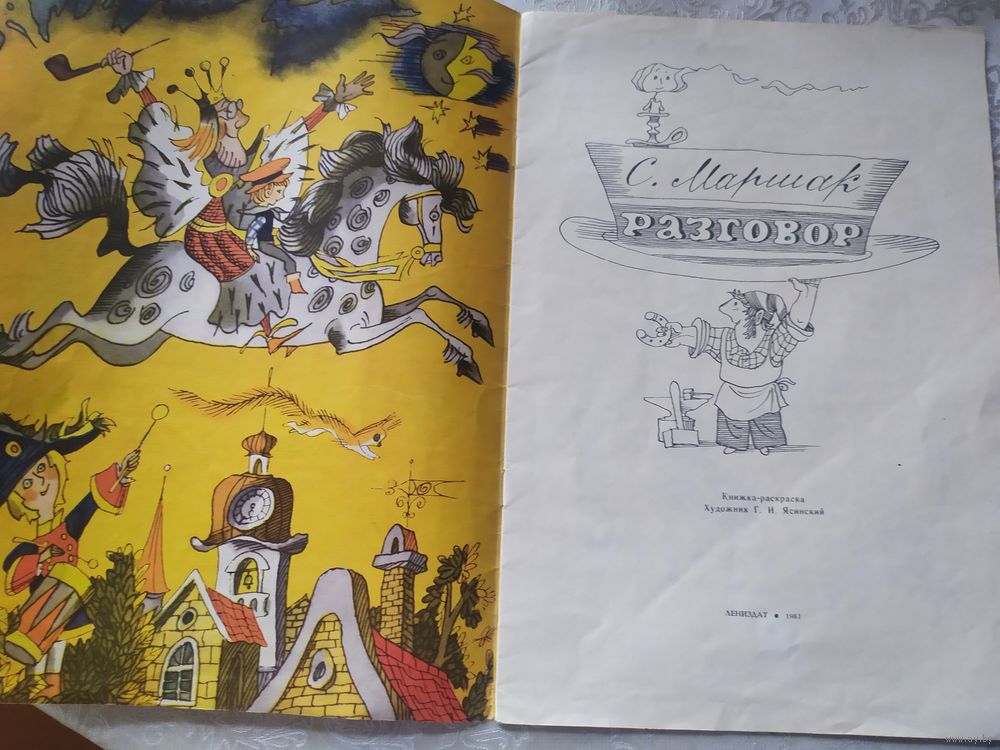 С. Маршак
РАЗГОВОР
Книжка-раскраска
Художник Г. И. Ясинский
ЛЕНИЗДАТ • 1981